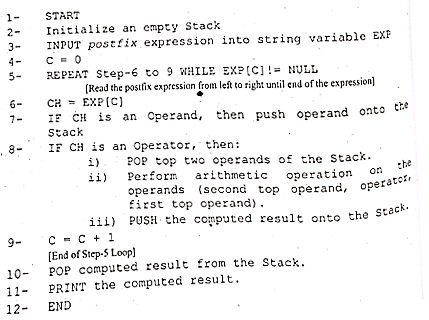 1- START
2- Initialize an empty Stack
3- INPUT postfix expression into string variable EXP
4- C = 0
5- REPEAT Step-6 to 9 WHILE EXP[C]!= NULL
[Read the postfix expression from left to right until end of the expression]
6- CH = EXP[C]
7- IF CH is an Operand, then push operand onto the
Stack
8- IF CH is an Operator, then:
i) POP top two operands of the Stack.
ii) Perform arithmetic operation on the
operands (second top operand, operator,
first top operand).
iii) PUSH the computed result onto the Stack.
9- C = C + 1
[End of Step-5 Loop]
10- POP computed result from the Stack.
11- PRINT the computed result.
12- END